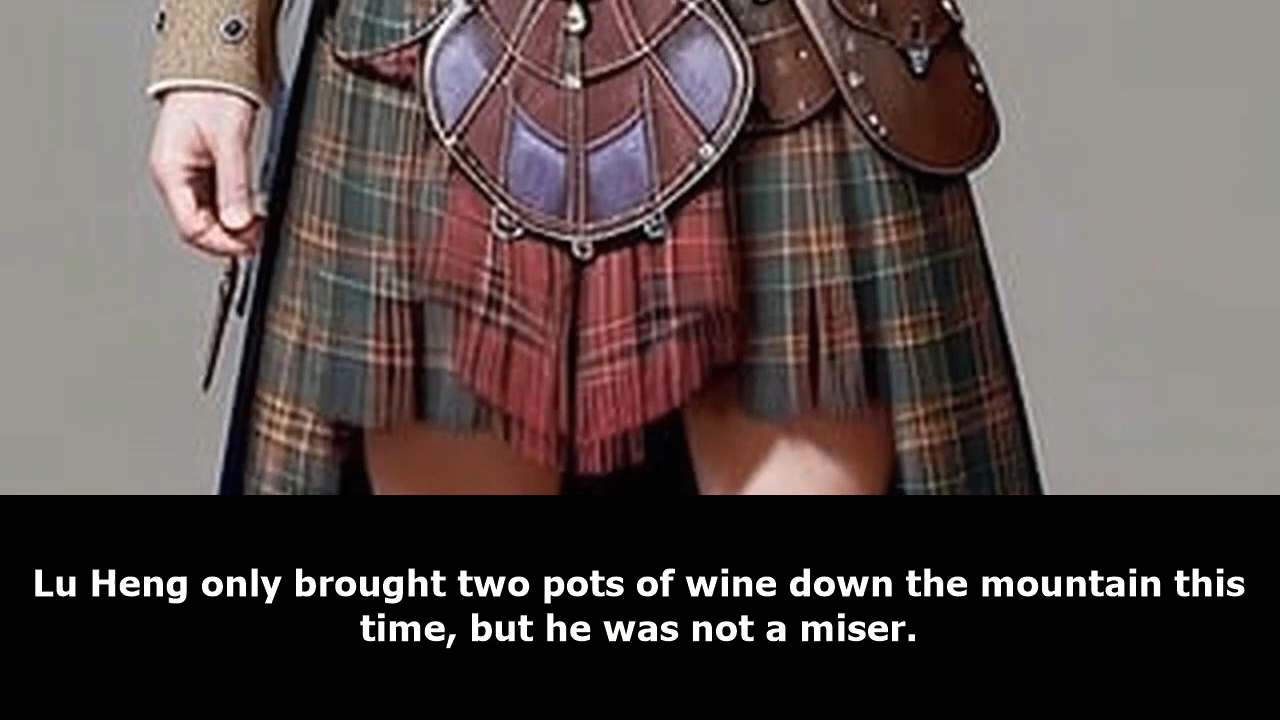 Lu Heng only brought two pots of wine down the mountain this
time, but he was not a miser.